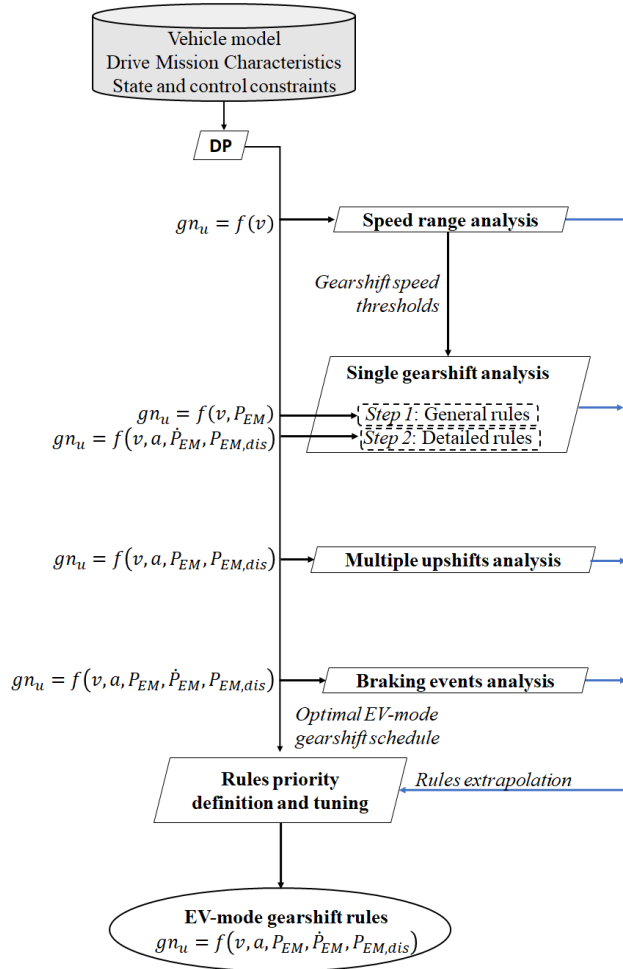 Vehicle model
Drive Mission Characteristics
State and control constraints
DP
gn_u = f(v)
Speed range analysis
Gearshift speed
thresholds
Single gearshift analysis
gn_u = f(v, P_EM)
Step 1: General rules
gn_u = f(v, a, Ṗ_EM, P_EM,dis)
Step 2: Detailed rules
gn_u = f(v, a, P_EM, P_EM,dis)
Multiple upshifts analysis
gn_u = f(v, a, P_EM, Ṗ_EM, P_EM,dis)
Braking events analysis
Optimal EV-mode
gearshift schedule
Rules priority
definition and tuning
Rules extrapolation
EV-mode gearshift rules
gn_u = f(v, a, P_EM, Ṗ_EM, P_EM,dis)